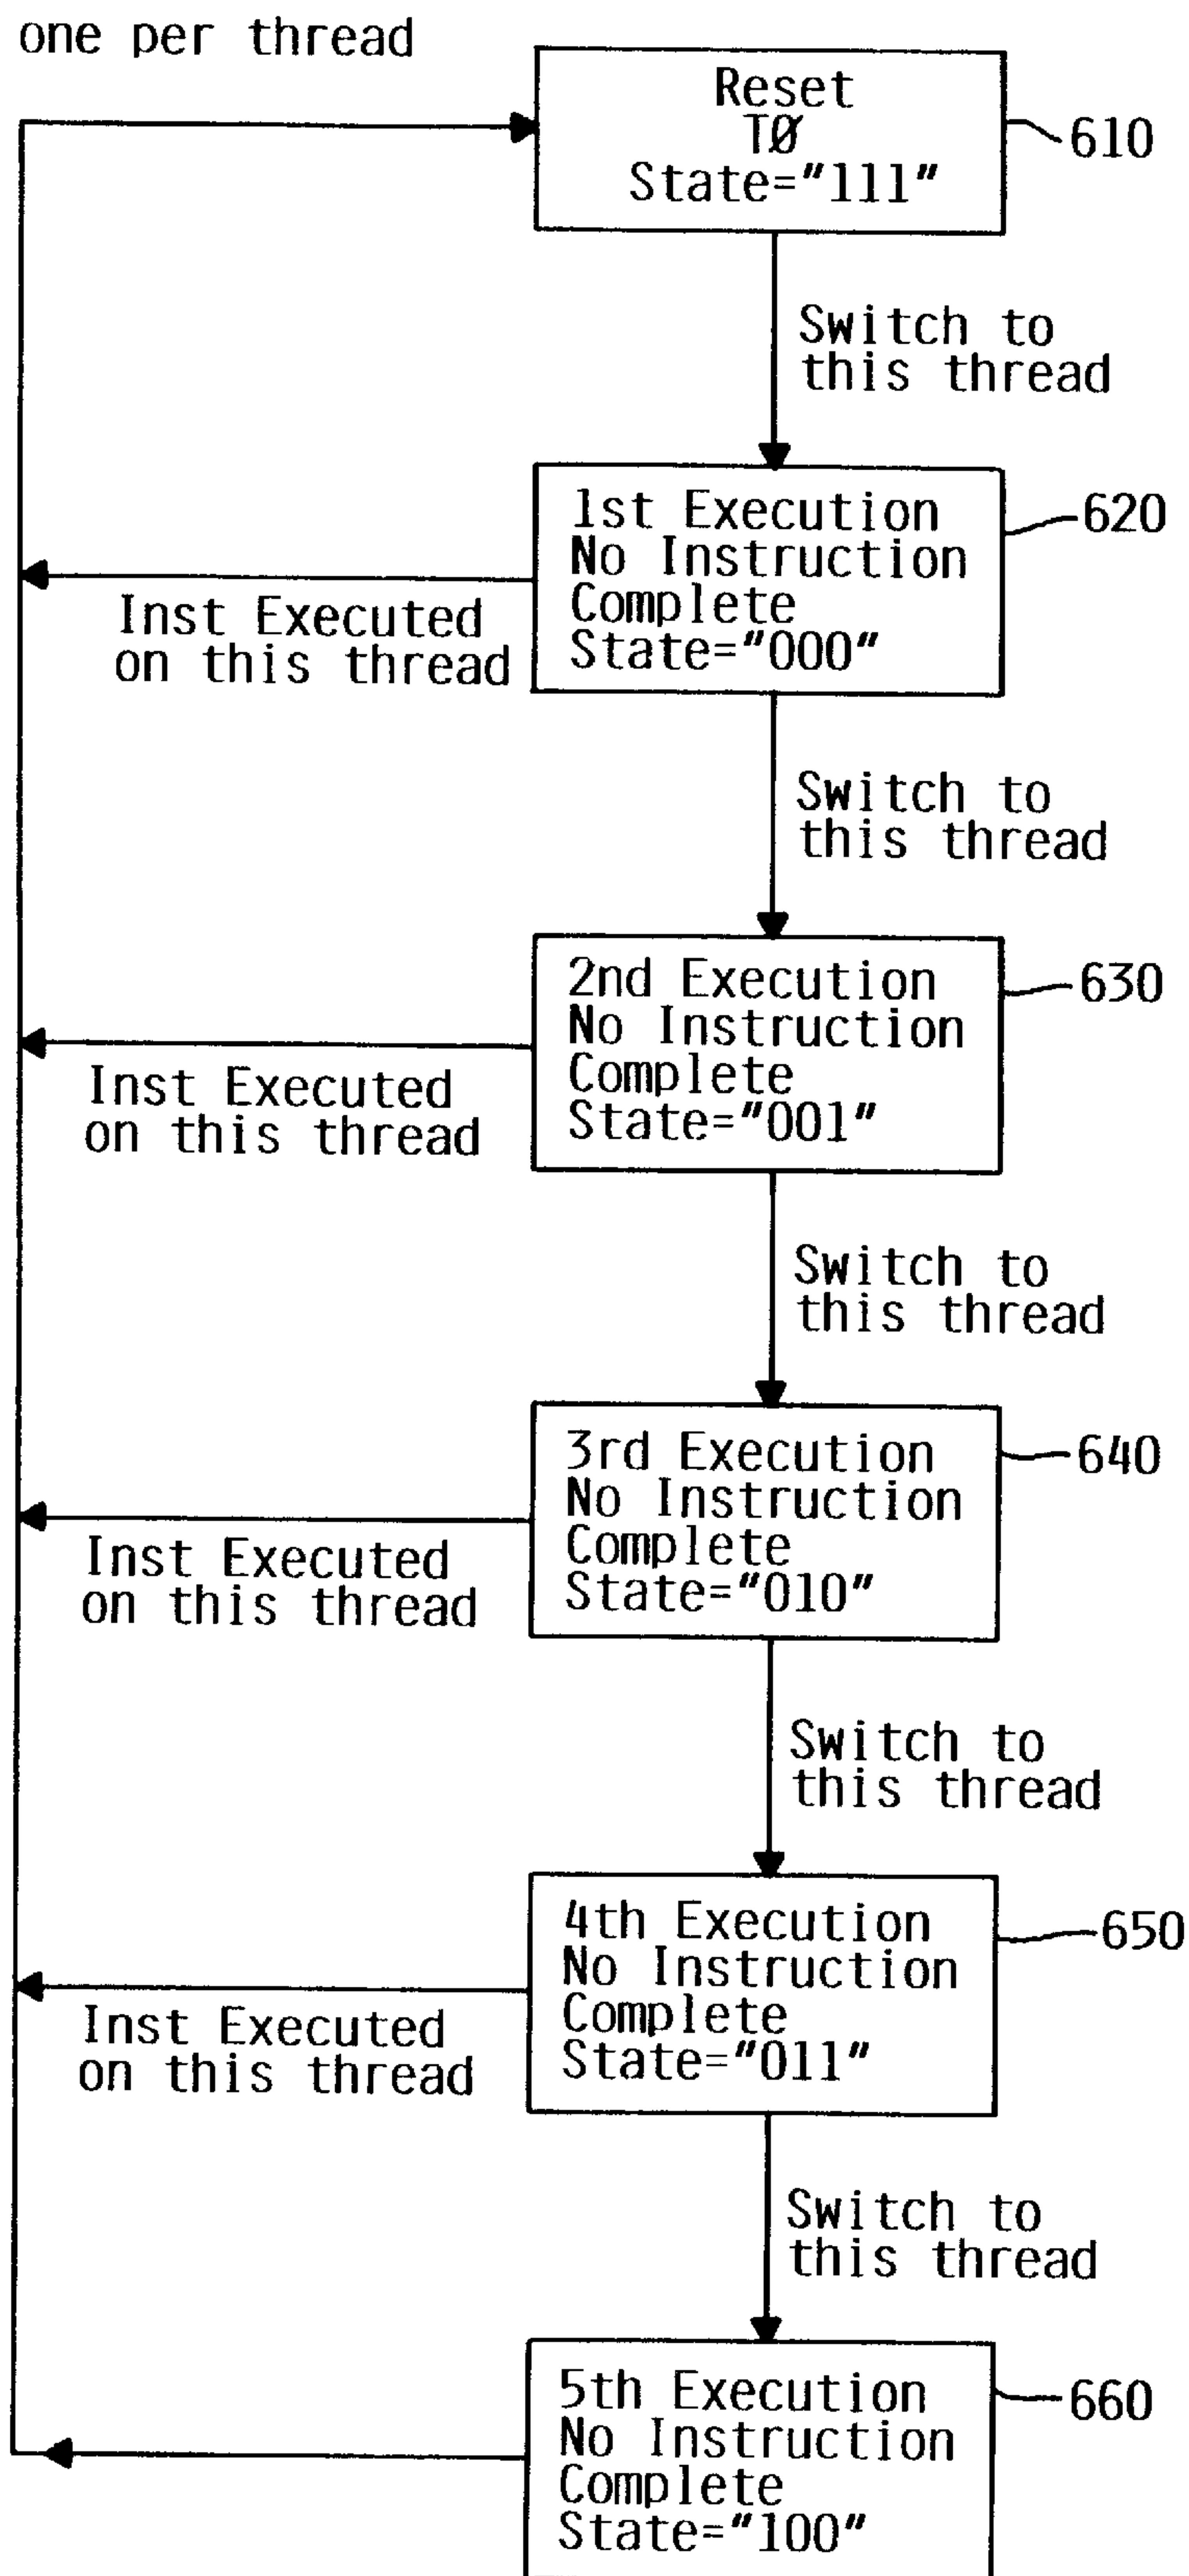 one per thread
Reset
TØ
State="111"
610
Switch to
this thread
1st Execution
No Instruction
Complete
State="000"
620
Inst Executed
on this thread
Switch to
this thread
2nd Execution
No Instruction
Complete
State="001"
630
Inst Executed
on this thread
Switch to
this thread
3rd Execution
No Instruction
Complete
State="010"
640
Inst Executed
on this thread
Switch to
this thread
4th Execution
No Instruction
Complete
State="011"
650
Inst Executed
on this thread
Switch to
this thread
5th Execution
No Instruction
Complete
State="100"
660